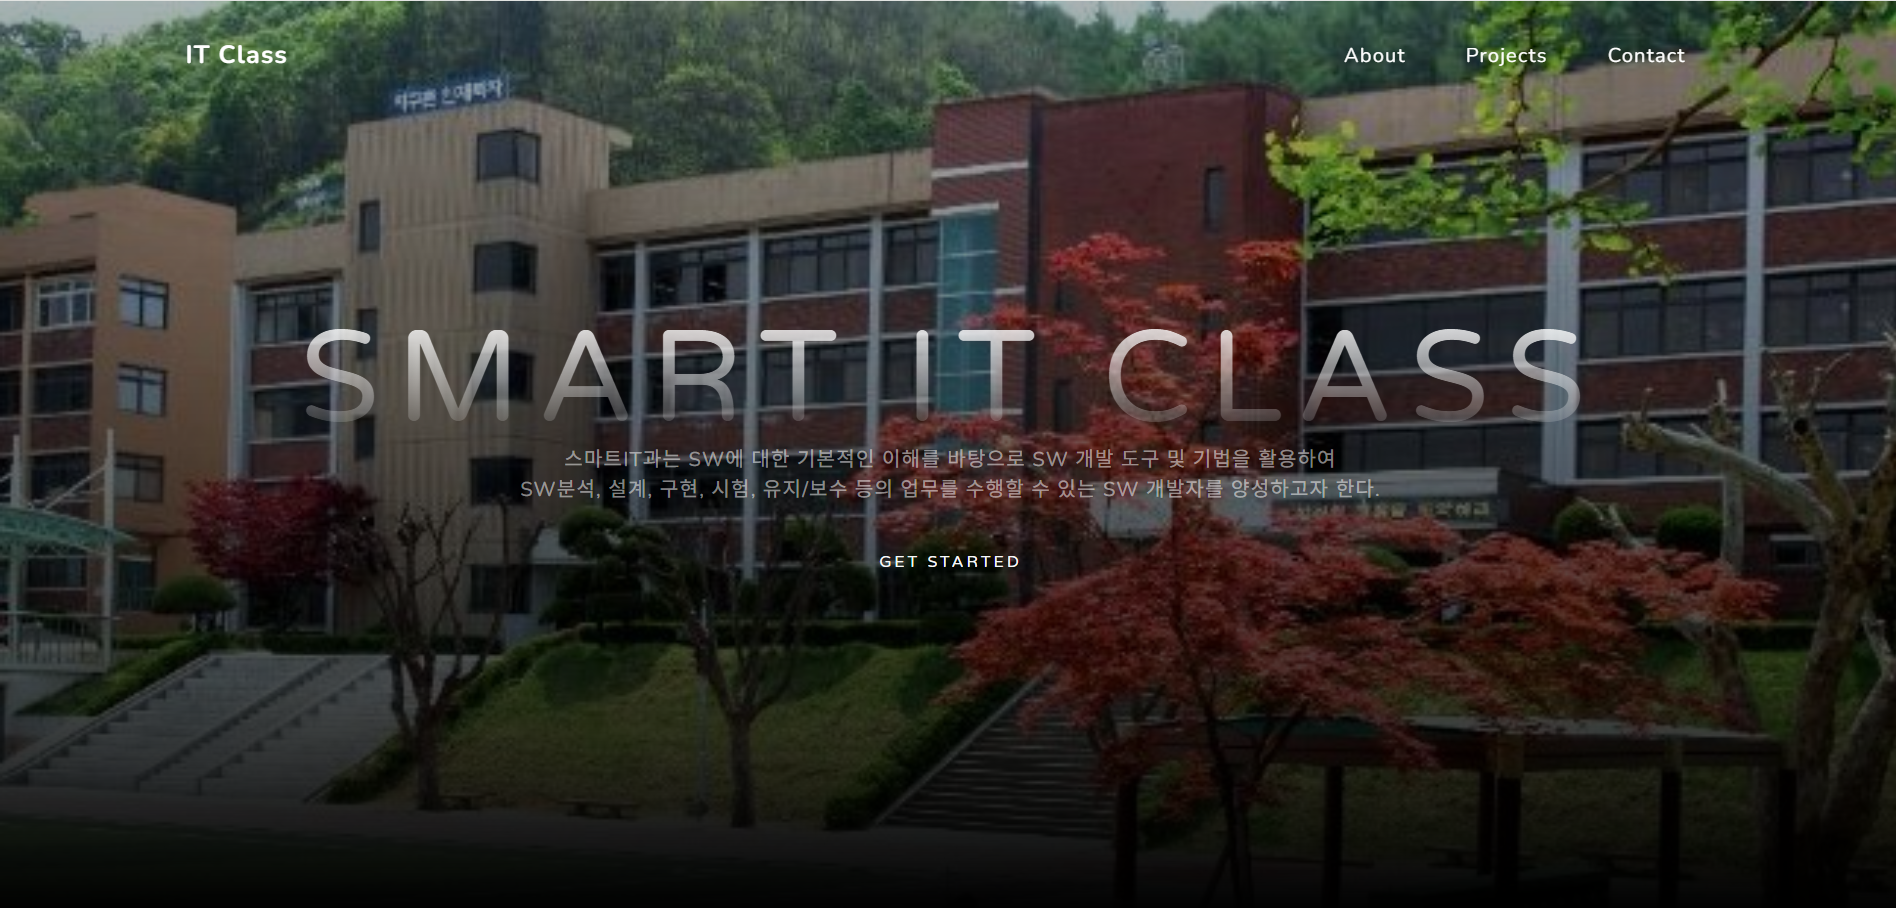 IT Class
About Projects Contact
SMART IT CLASS
스마트IT과는 SW에 대한 기본적인 이해를 바탕으로 SW 개발 도구 및 기법을 활용하여
SW분석, 설계, 구현, 시험, 유지/보수 등의 업무를 수행할 수 있는 SW 개발자를 양성하고자 한다.
GET STARTED